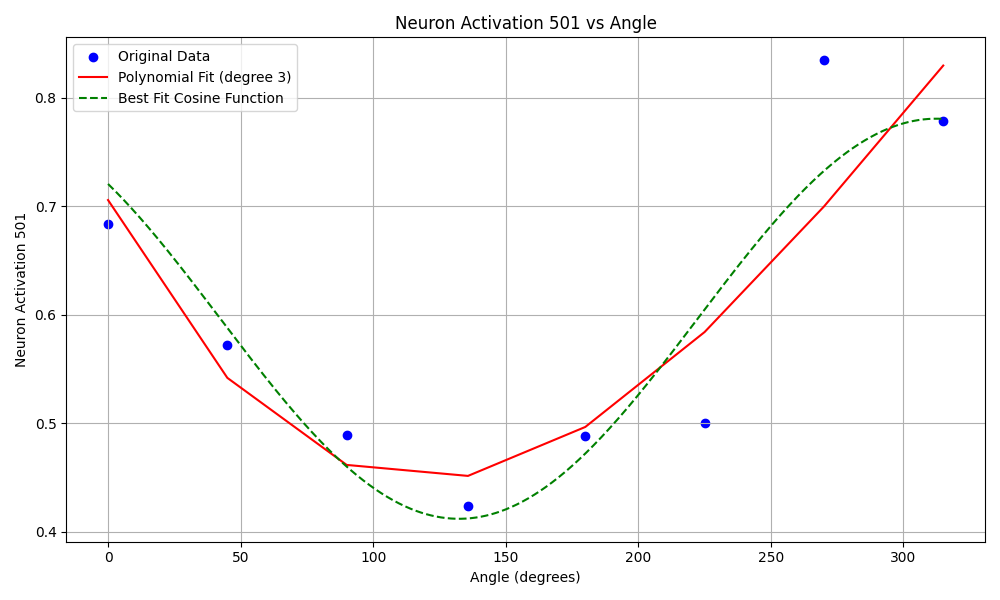 Neuron Activation 501 vs Angle
Original Data
Polynomial Fit (degree 3)
Best Fit Cosine Function
Neuron Activation 501
0.8
0.7
0.6
0.5
0.4
0 50 100 150 200 250 300
Angle (degrees)